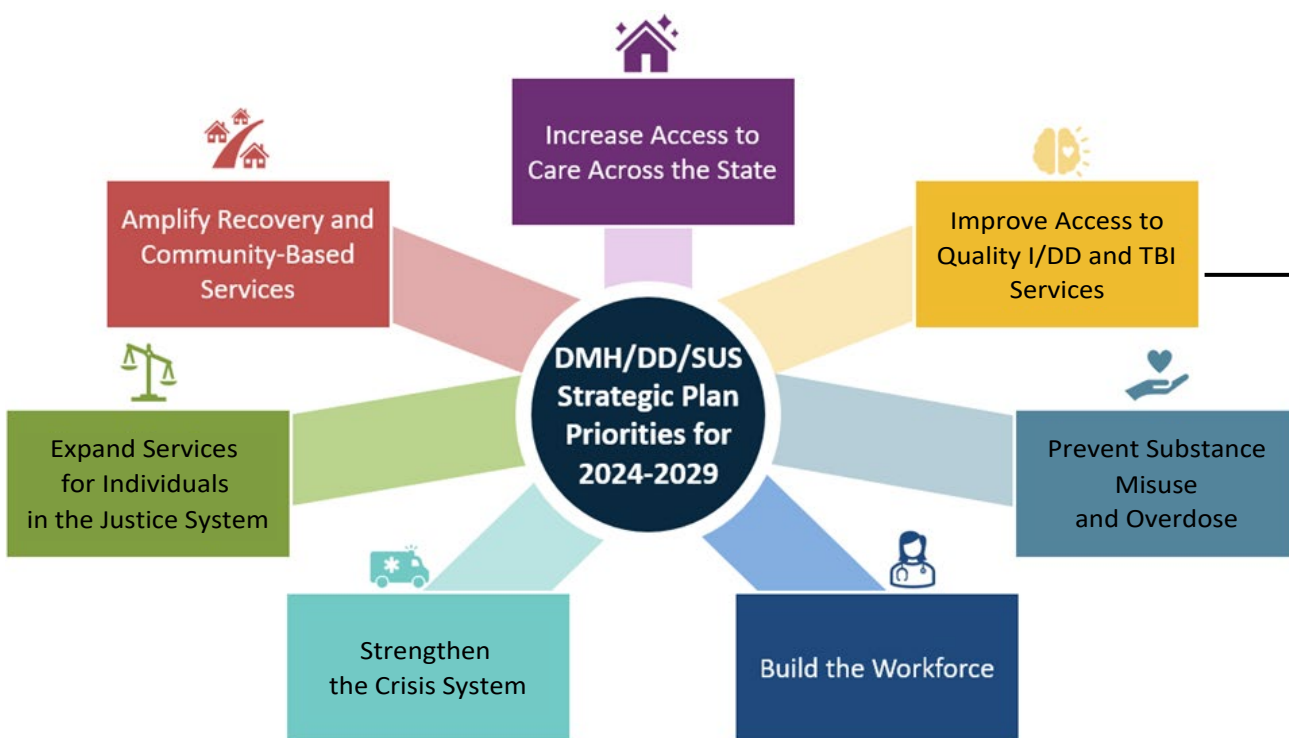 Increase Access to
Care Across the State
Amplify Recovery and
Community-Based
Services
Improve Access to
Quality I/DD and TBI
Services
DMH/DD/SUS
Strategic Plan
Priorities for
2024-2029
Expand Services
for Individuals
in the Justice System
Prevent Substance
Misuse
and Overdose
Strengthen
the Crisis System
Build the Workforce